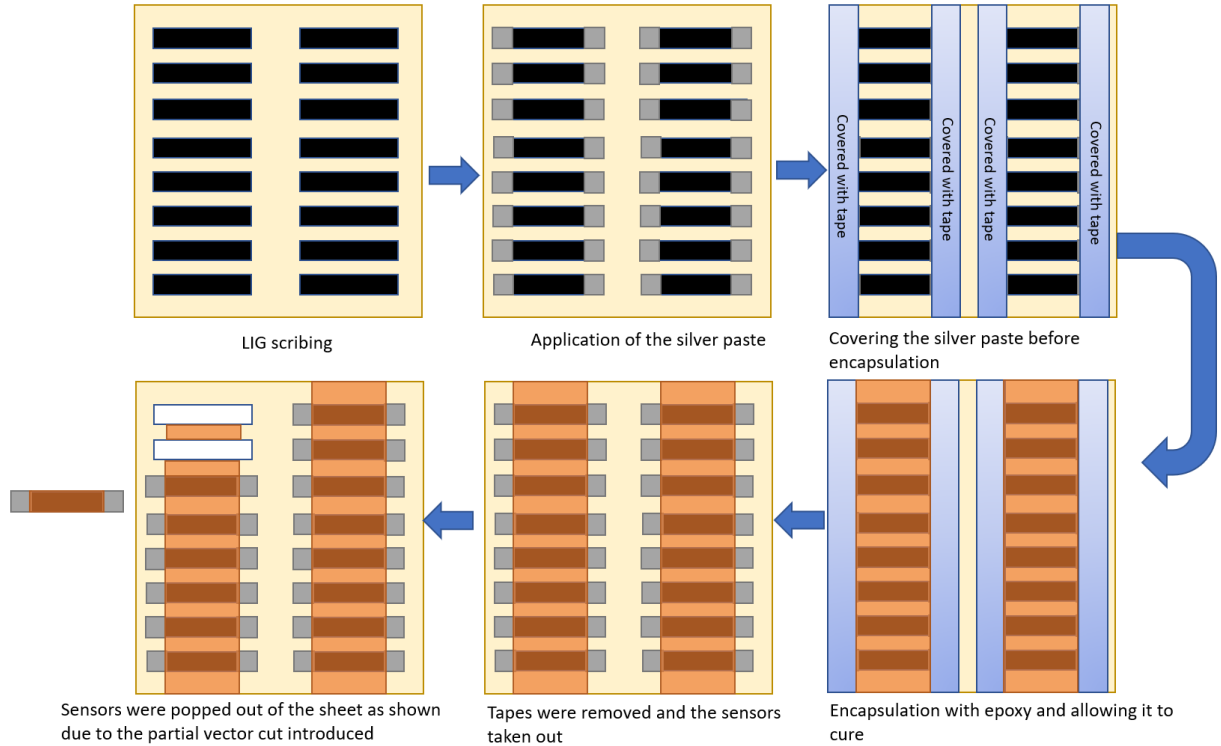 Covered with tape
Covered with tape
Covered with tape
Covered with tape
LIG scribing
Application of the silver paste
Covering the silver paste before
encapsulation
Sensors were popped out of the sheet as shown
due to the partial vector cut introduced
Tapes were removed and the sensors
taken out
Encapsulation with epoxy and allowing it to
cure